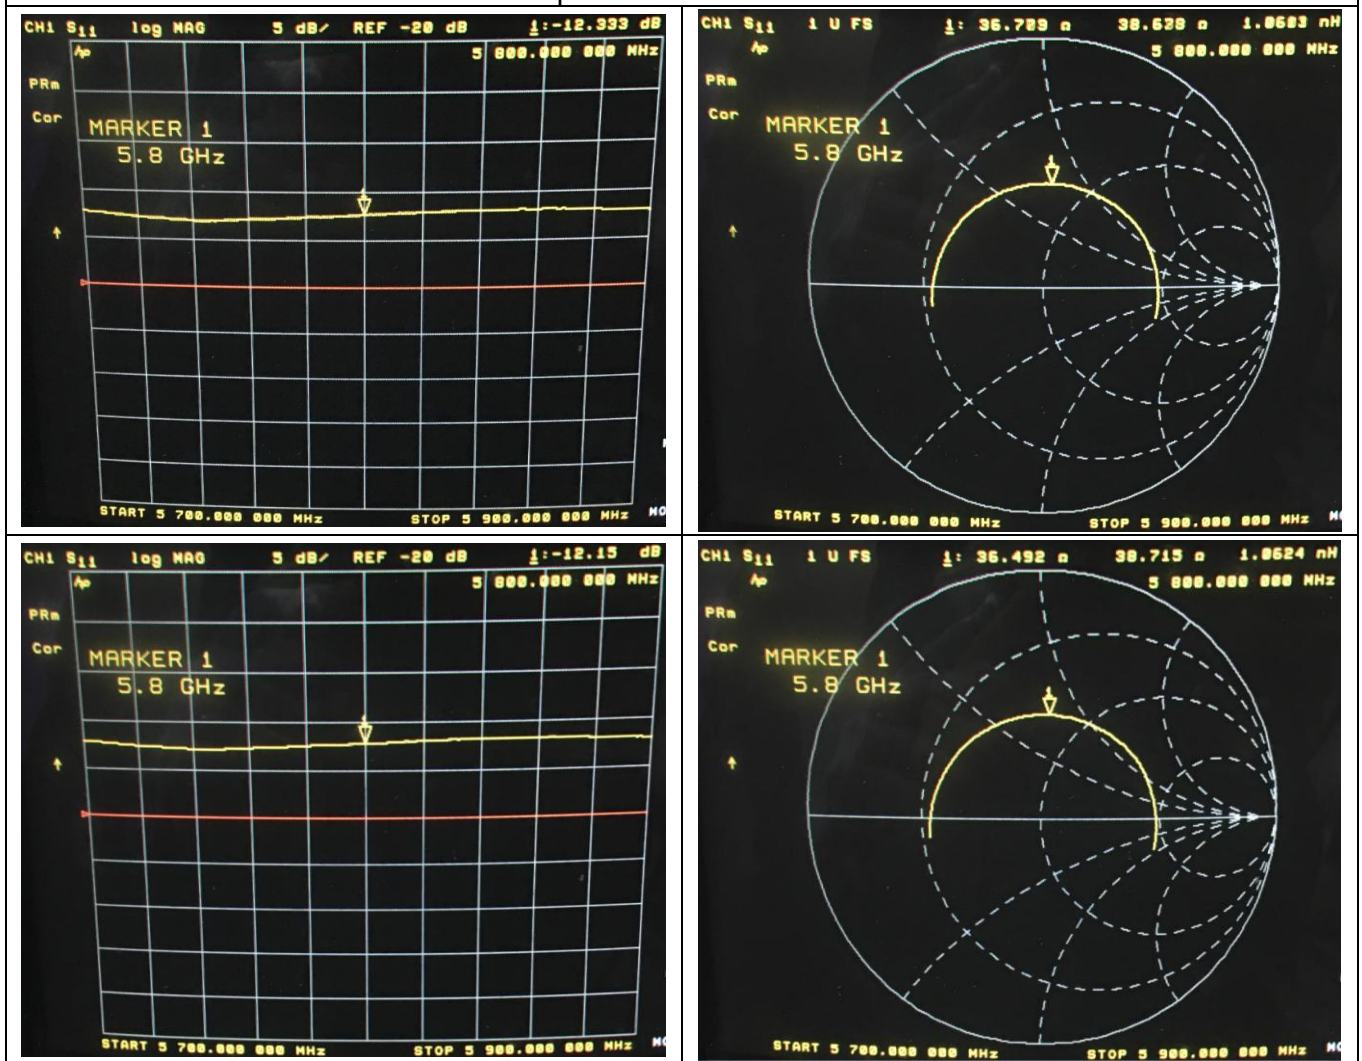 CH1 S11 log MAG 5 dB/ REF -20 dB 1:-12.333 dB
Ap 5 800.000 000 MHz
PRm
Cor
MARKER 1
5.8 GHz
START 5 700.000 000 MHz STOP 5 900.000 000 MHz
CH1 S11 1 U FS 1: 36.709 Ω 38.628 Ω 1.0603 nH
Ap 5 800.000 000 MHz
PRm
Cor
MARKER 1
5.8 GHz
START 5 700.000 000 MHz STOP 5 900.000 000 MHz
CH1 S11 log MAG 5 dB/ REF -20 dB 1:-12.15 dB
Ap 5 800.000 000 MHz
PRm
Cor
MARKER 1
5.8 GHz
START 5 700.000 000 MHz STOP 5 900.000 000 MHz
CH1 S11 1 U FS 1: 36.492 Ω 38.715 Ω 1.0624 nH
Ap 5 800.000 000 MHz
PRm
Cor
MARKER 1
5.8 GHz
START 5 700.000 000 MHz STOP 5 900.000 000 MHz